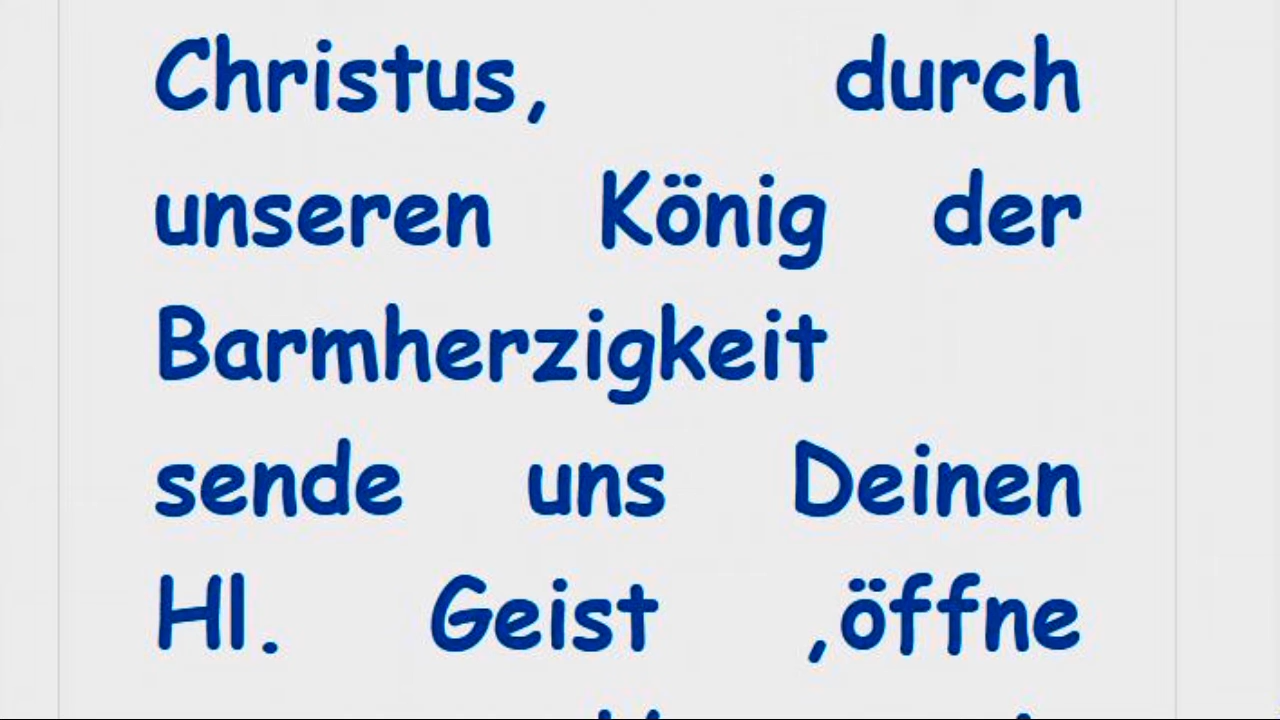 Christus, durch
unseren König der
Barmherzigkeit
sende uns Deinen
Hl. Geist ,öffne